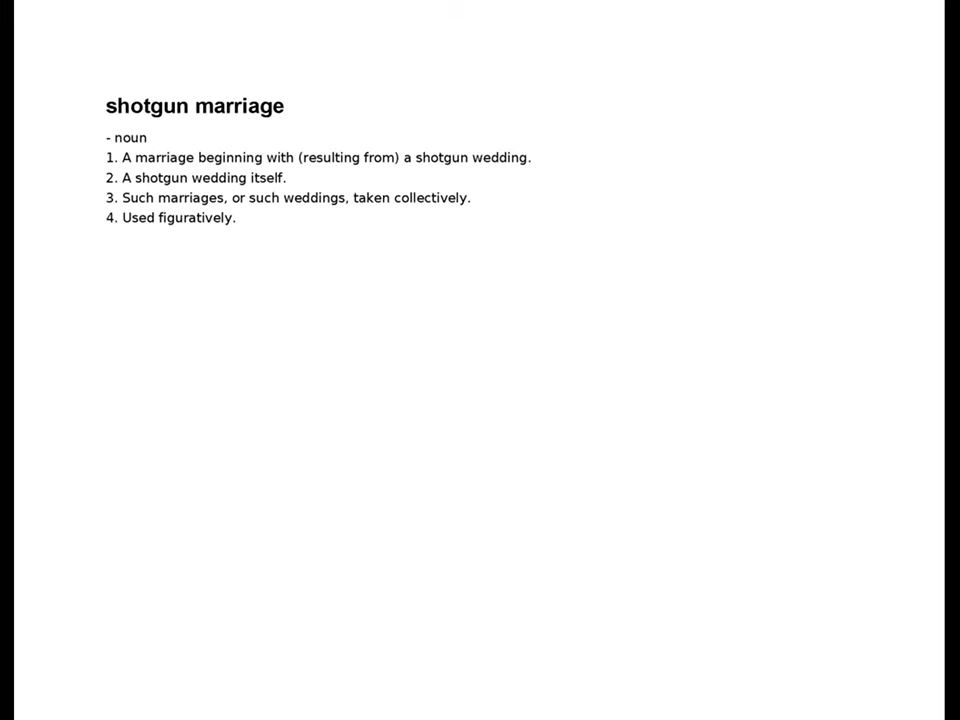 shotgun marriage
- noun
1. A marriage beginning with (resulting from) a shotgun wedding.
2. A shotgun wedding itself.
3. Such marriages, or such weddings, taken collectively.
4. Used figuratively.